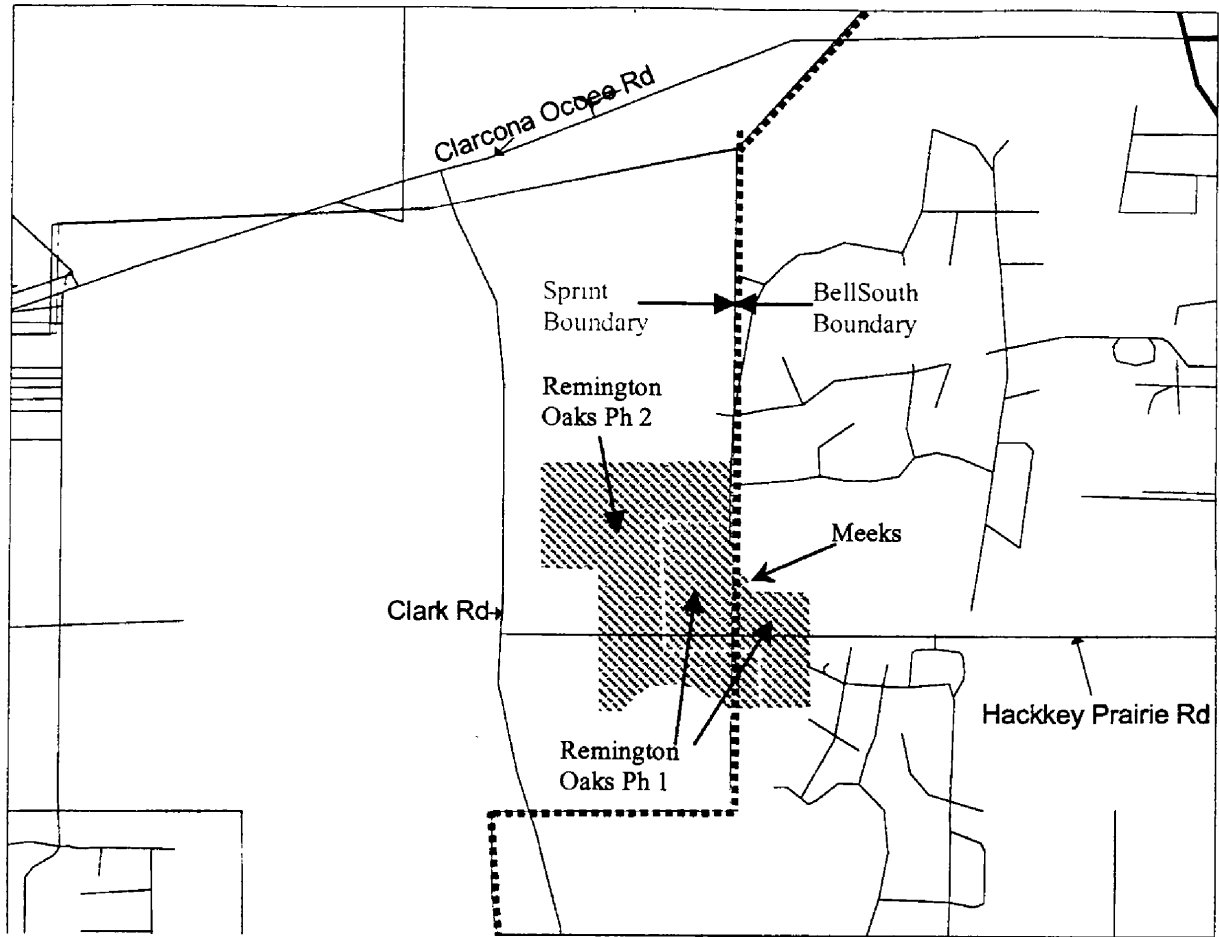 Clarcona Ocoee Rd
Sprint
Boundary
BellSouth
Boundary
Remington
Oaks Ph 2
Meeks
Clark Rd
Hackkey Prairie Rd
Remington
Oaks Ph 1